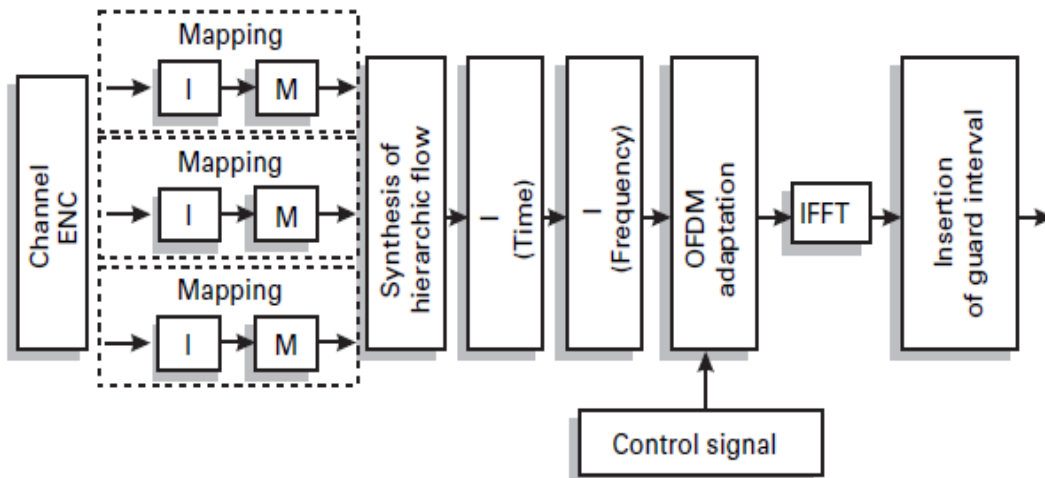 Channel
ENC
Mapping
I
M
Mapping
I
M
Mapping
I
M
Synthesis of
hierarchic flow
I
(Time)
I
(Frequency)
OFDM
adaptation
IFFT
Insertion
of guard interval
Control signal